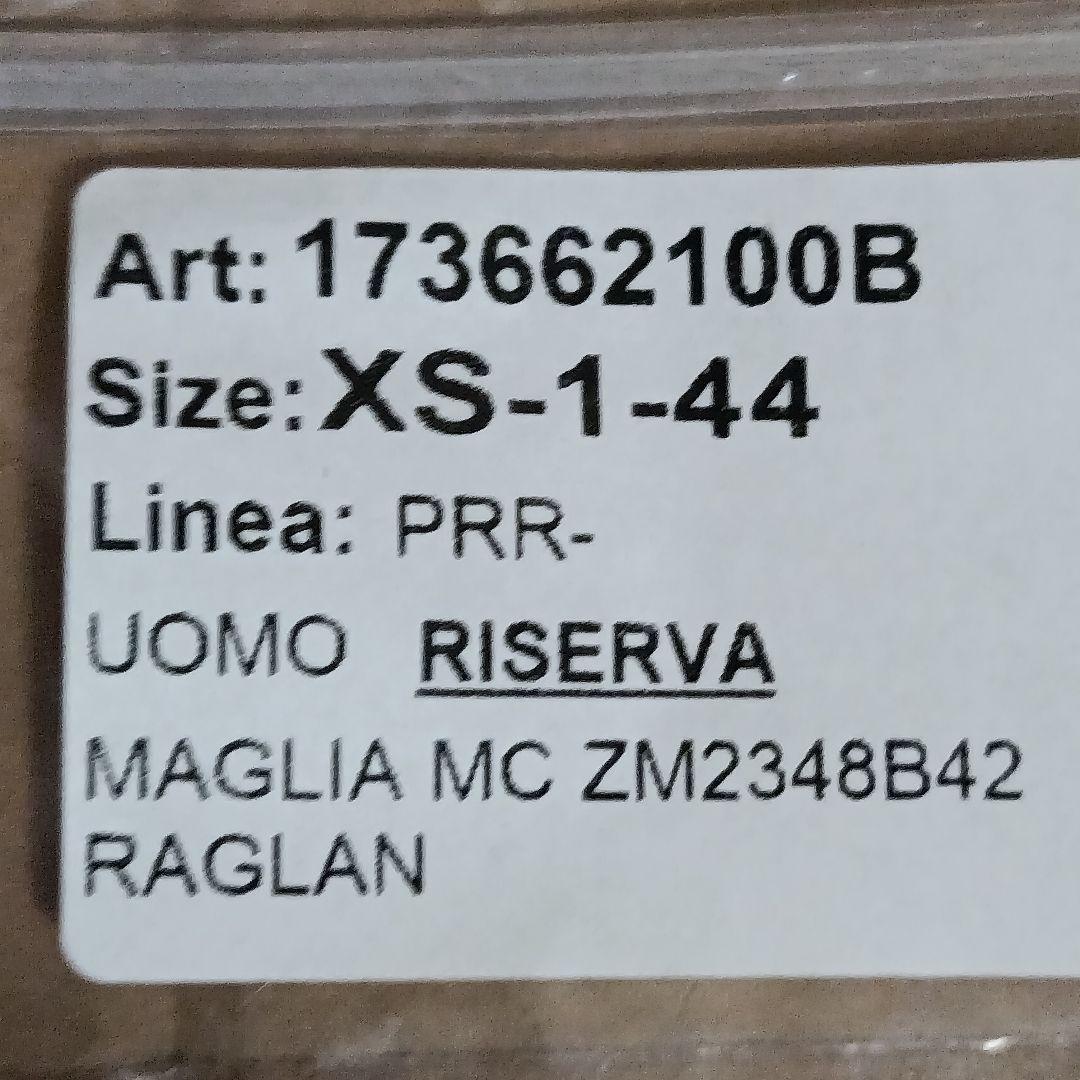 Art: 173662100B
Size: XS-1-44
Linea: PRR-
UOMO RISERVA
MAGLIA MC ZM2348B42
RAGLAN